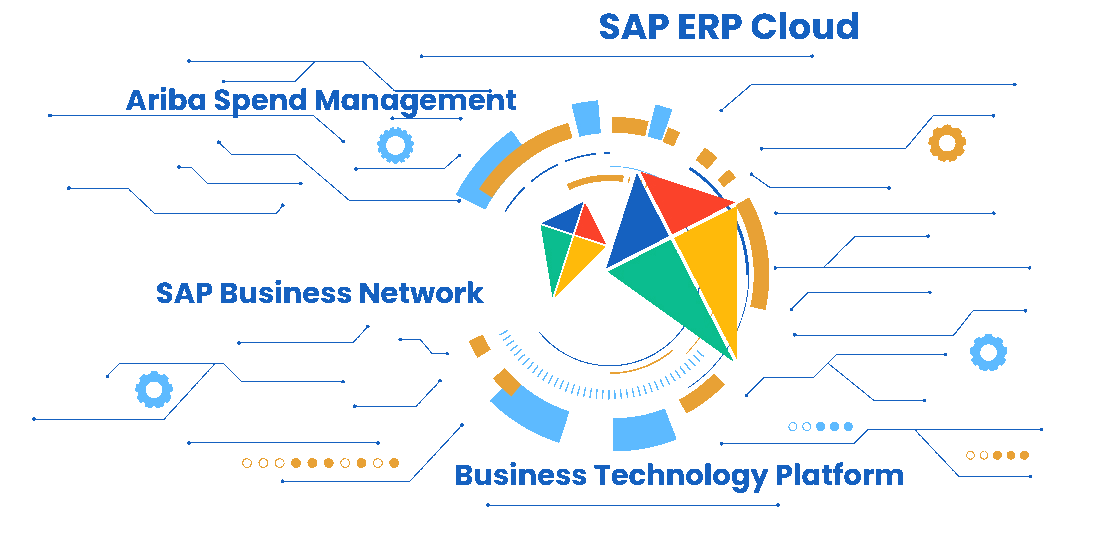 SAP ERP Cloud
Ariba Spend Management
SAP Business Network
Business Technology Platform